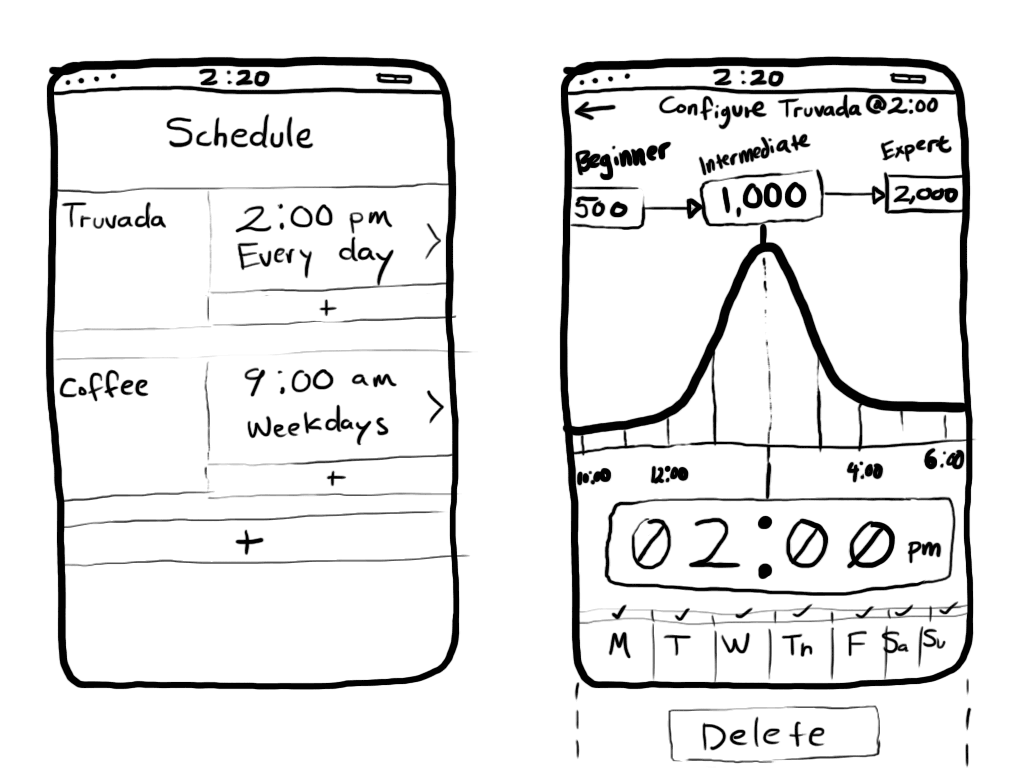 2:20
Schedule
Truvada
2:00 pm
Every day
+
Coffee
9:00 am
Weekdays
+
+
2:20
Configure Truvada @2:00
Beginner
Intermediate
Expert
500
1,000
2,000
10:00
12:00
4:00
6:00
02:00 pm
M T W Th F Sa Su
Delete